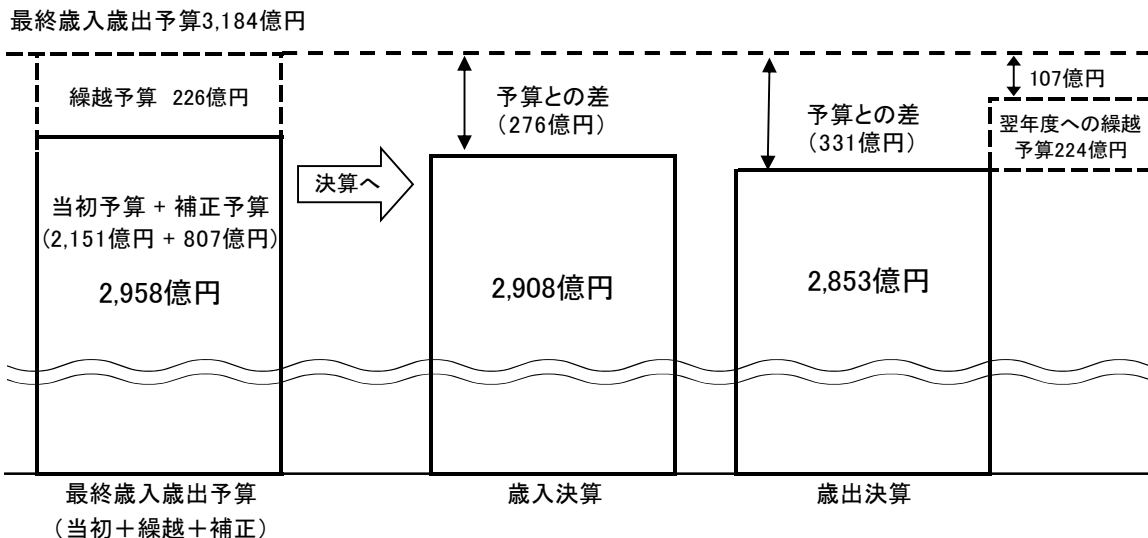 最終歳入歳出予算3,184億円
繰越予算 226億円
当初予算 + 補正予算
(2,151億円 + 807億円)
2,958億円
決算へ
予算との差
(276億円)
2,908億円
予算との差
(331億円)
2,853億円
107億円
翌年度への繰越
予算224億円
最終歳入歳出予算
(当初+繰越+補正)
歳入決算
歳出決算